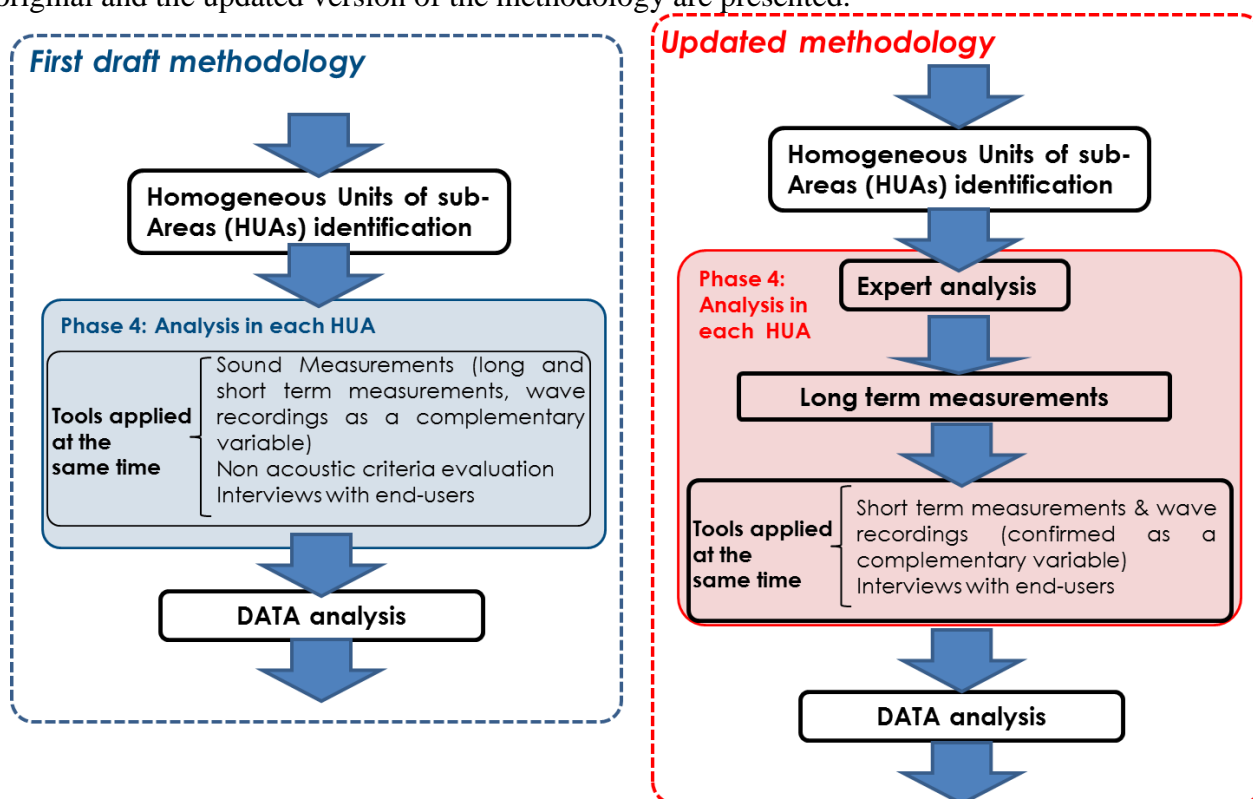 original and the updated version of the methodology are presented.
First draft methodology
Homogeneous Units of sub-
Areas (HUAs) identification
Phase 4: Analysis in each HUA
Tools applied
at the
same time
Sound Measurements (long and
short term measurements, wave
recordings as a complementary
variable)
Non acoustic criteria evaluation
Interviews with end-users
DATA analysis
Updated methodology
Homogeneous Units of sub-
Areas (HUAs) identification
Phase 4:
Analysis in
each HUA
Expert analysis
Long term measurements
Tools applied
at the
same time
Short term measurements & wave
recordings (confirmed as a
complementary variable)
Interviews with end-users
DATA analysis